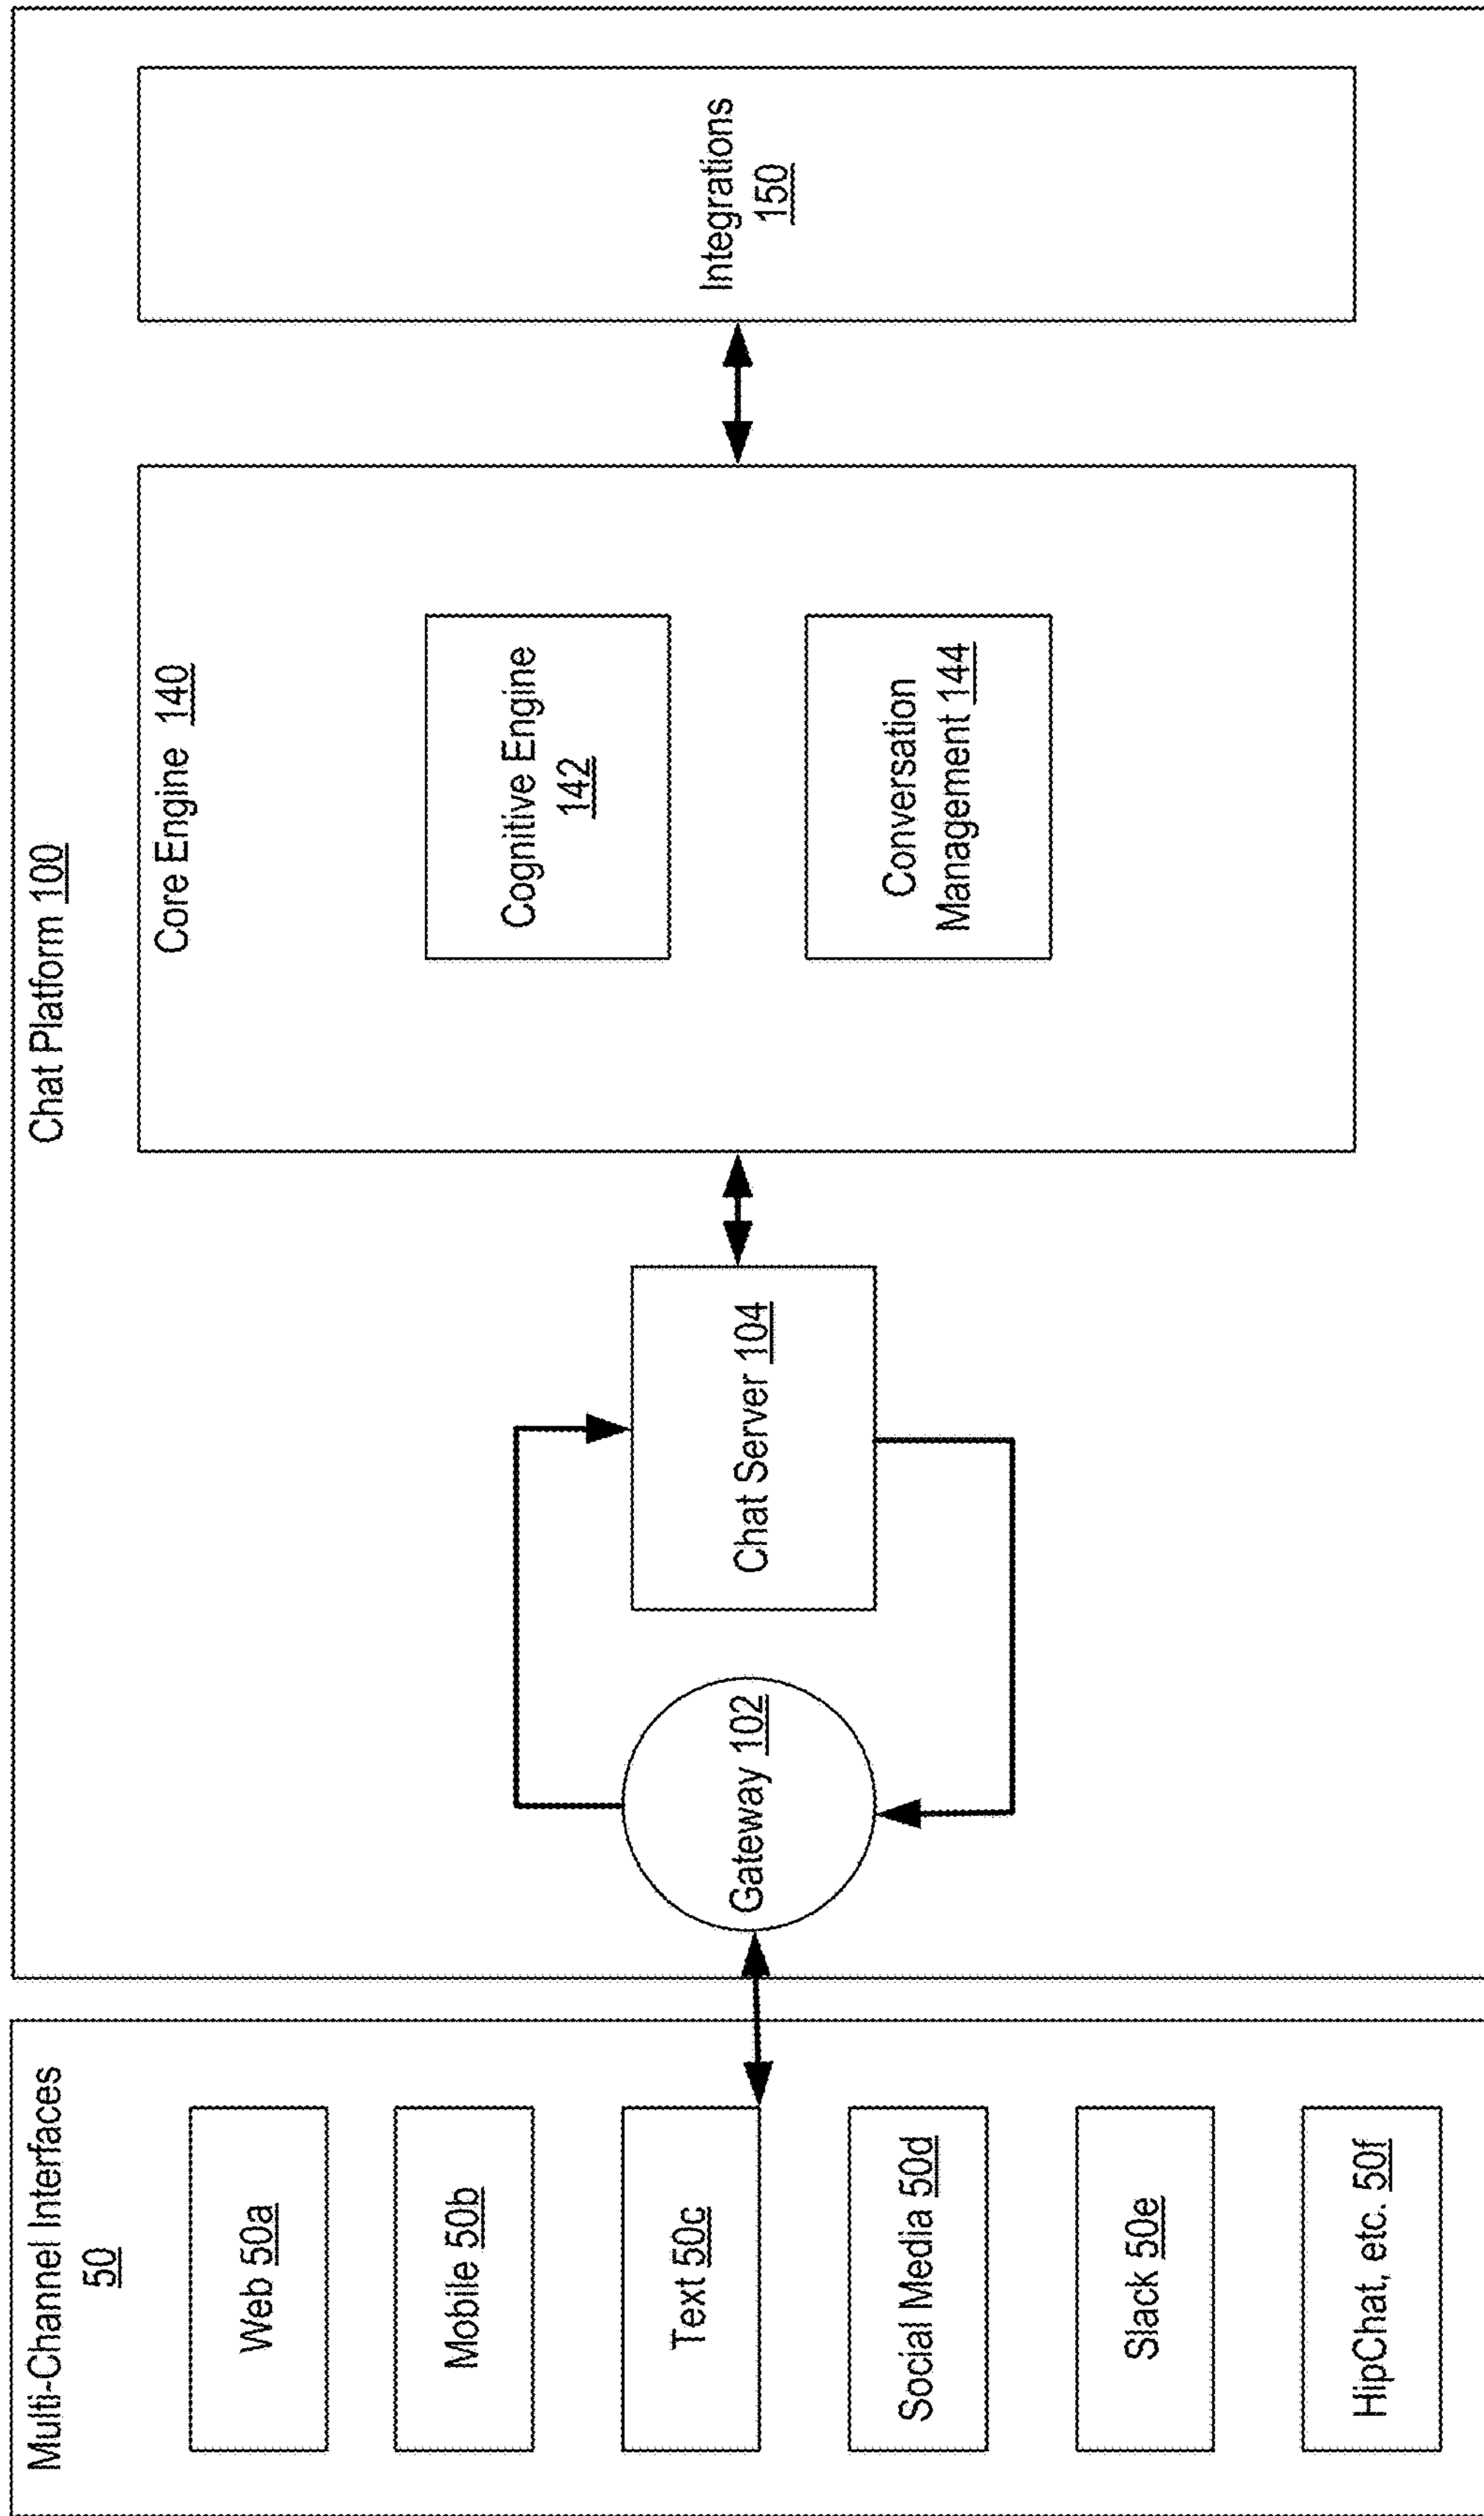 Multi-Channel Interfaces
50
Web 50a
Mobile 50b
Text 50c
Social Media 50d
Slack 50e
HipChat, etc. 50f
Chat Platform 100
Gateway 102
Chat Server 104
Core Engine 140
Cognitive Engine
142
Conversation
Management 144
Integrations
150